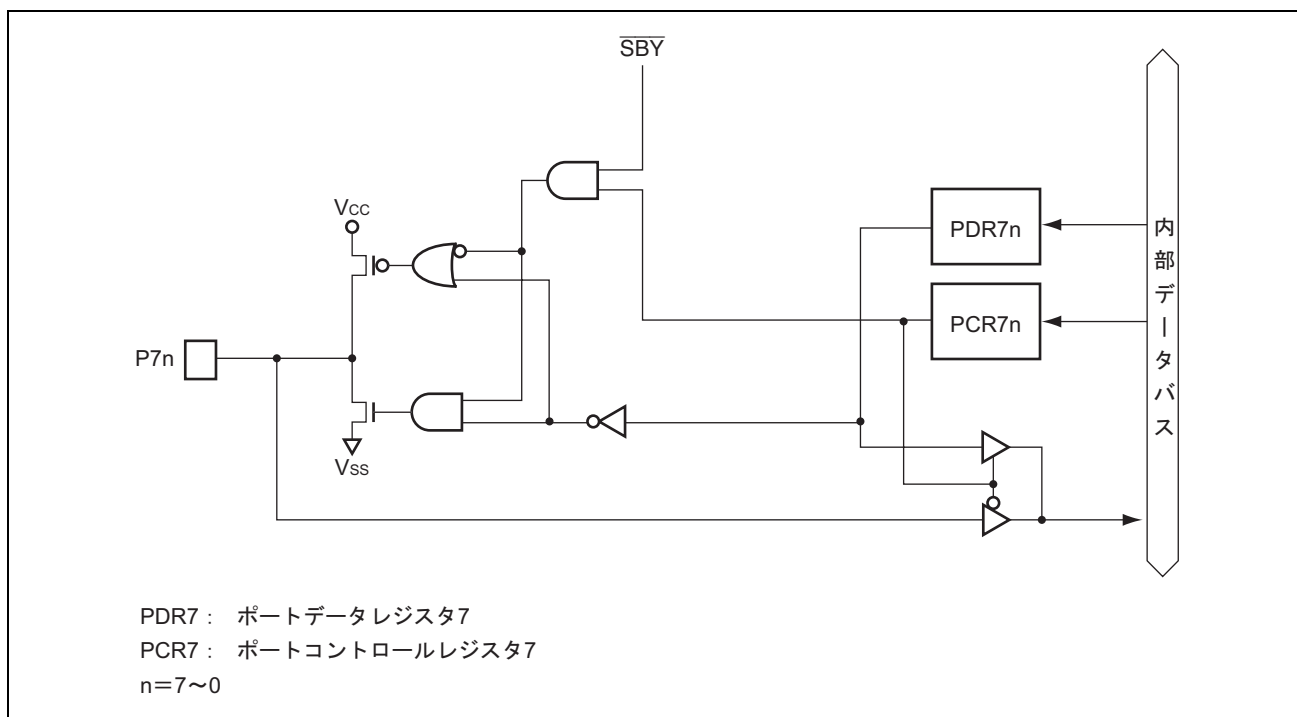 SBY
VCC
PDR7n
PCR7n
内部データバス
P7n
VSS
PDR7： ポートデータレジスタ7
PCR7： ポートコントロールレジスタ7
n＝7～0